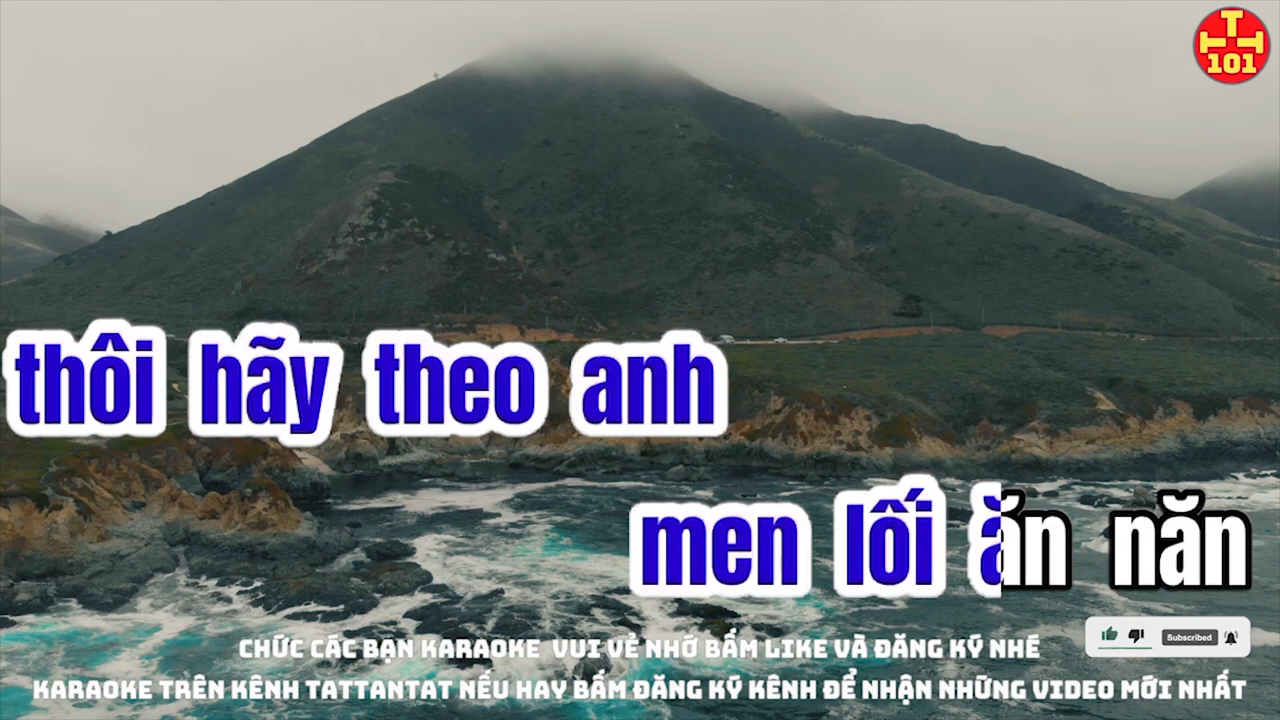 T
TH
101
thôi hãy theo anh
men lối ăn năn
Subscribed
CHỨC CÁC BẠN KARAOKE VUI VẺ NHỚ BẤM LIKE VÀ ĐĂNG KÝ NHÉ
KARAOKE TRÊN KÊNH TATTANTAT NẾU HAY BẤM ĐĂNG KÝ KÊNH ĐỂ NHẬN NHỮNG VIDEO MỚI NHẤT